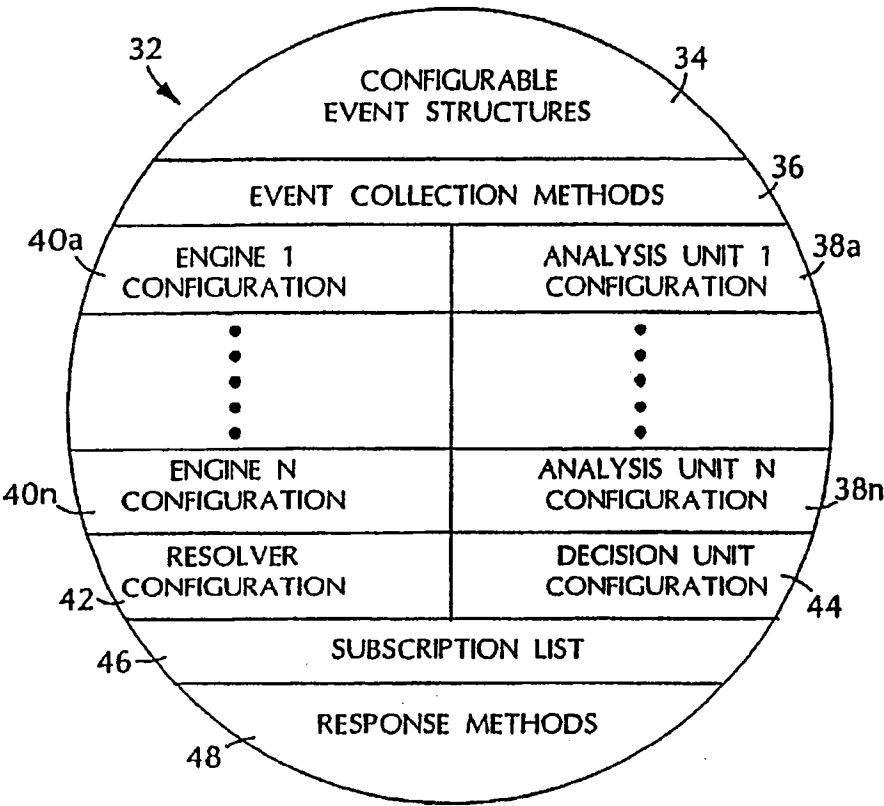 32
34
CONFIGURABLE
EVENT STRUCTURES
36
EVENT COLLECTION METHODS
40a
ENGINE 1
CONFIGURATION
ANALYSIS UNIT 1
CONFIGURATION
38a
40n
ENGINE N
CONFIGURATION
ANALYSIS UNIT N
CONFIGURATION
38n
42
RESOLVER
CONFIGURATION
DECISION UNIT
CONFIGURATION
44
46
SUBSCRIPTION LIST
48
RESPONSE METHODS